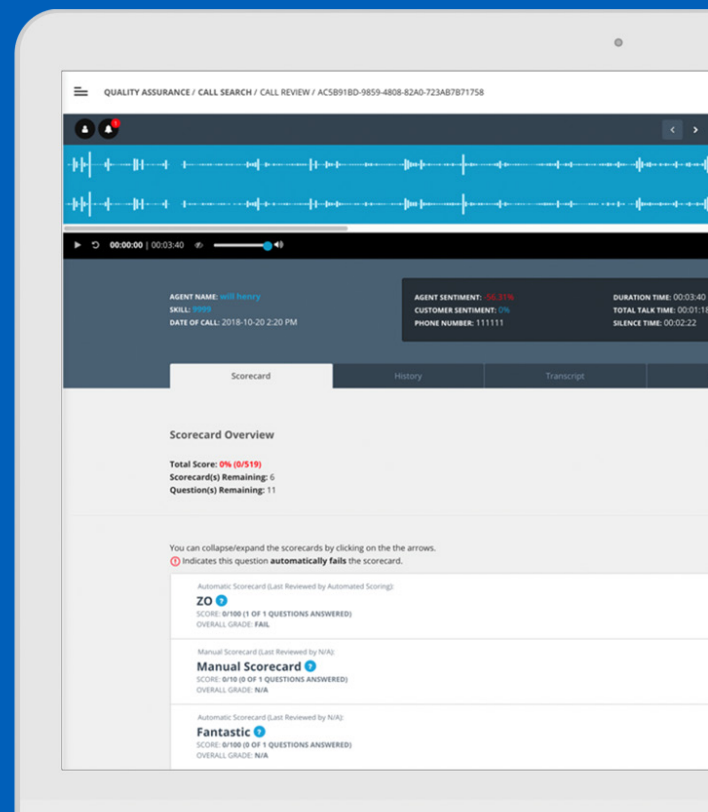 QUALITY ASSURANCE / CALL SEARCH / CALL REVIEW / AC5B91BD-9859-4808-82A0-723AB7B71758
1
00:00:00 | 00:03:40
AGENT NAME: will henry
SKILL: 9999
DATE OF CALL: 2018-10-20 2:20 PM
AGENT SENTIMENT: -56.31%
CUSTOMER SENTIMENT: 0%
PHONE NUMBER: 111111
DURATION TIME: 00:03:40
TOTAL TALK TIME: 00:01:18
SILENCE TIME: 00:02:22
Scorecard
History
Transcript
Scorecard Overview
Total Score: 0% (0/519)
Scorecard(s) Remaining: 6
Question(s) Remaining: 11
You can collapse/expand the scorecards by clicking on the the arrows.
Indicates this question automatically fails the scorecard.
Automatic Scorecard (Last Reviewed by Automated Scoring):
ZO
SCORE: 0/100 (1 OF 1 QUESTIONS ANSWERED)
OVERALL GRADE: FAIL
Manual Scorecard (Last Reviewed by N/A):
Manual Scorecard
SCORE: 0/10 (0 OF 1 QUESTIONS ANSWERED)
OVERALL GRADE: N/A
Automatic Scorecard (Last Reviewed by N/A):
Fantastic
SCORE: 0/100 (0 OF 1 QUESTIONS ANSWERED)
OVERALL GRADE: N/A